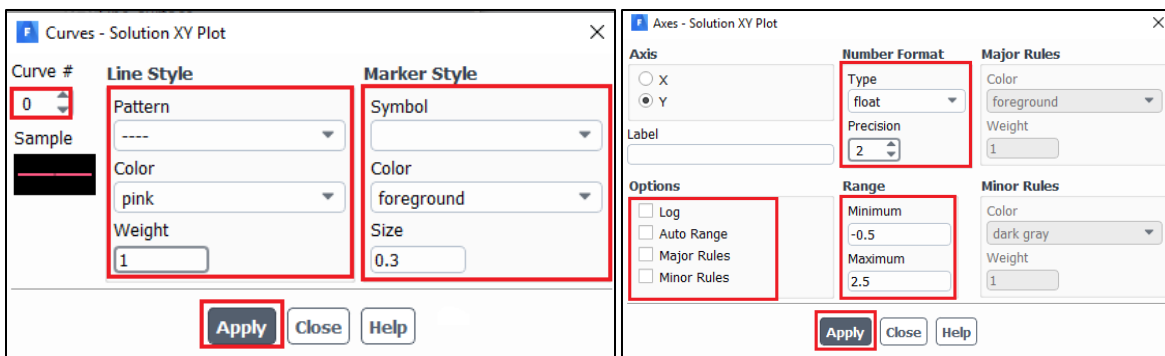 F Curves - Solution XY Plot
Curve #
0
Sample
Line Style
Pattern
----
Color
pink
Weight
1
Marker Style
Symbol
Color
foreground
Size
0.3
Apply Close Help
F Axes - Solution XY Plot
Axis
X
Y
Label
Number Format
Type
float
Precision
2
Major Rules
Color
foreground
Weight
1
Options
Log
Auto Range
Major Rules
Minor Rules
Range
Minimum
-0.5
Maximum
2.5
Minor Rules
Color
dark gray
Weight
1
Apply Close Help